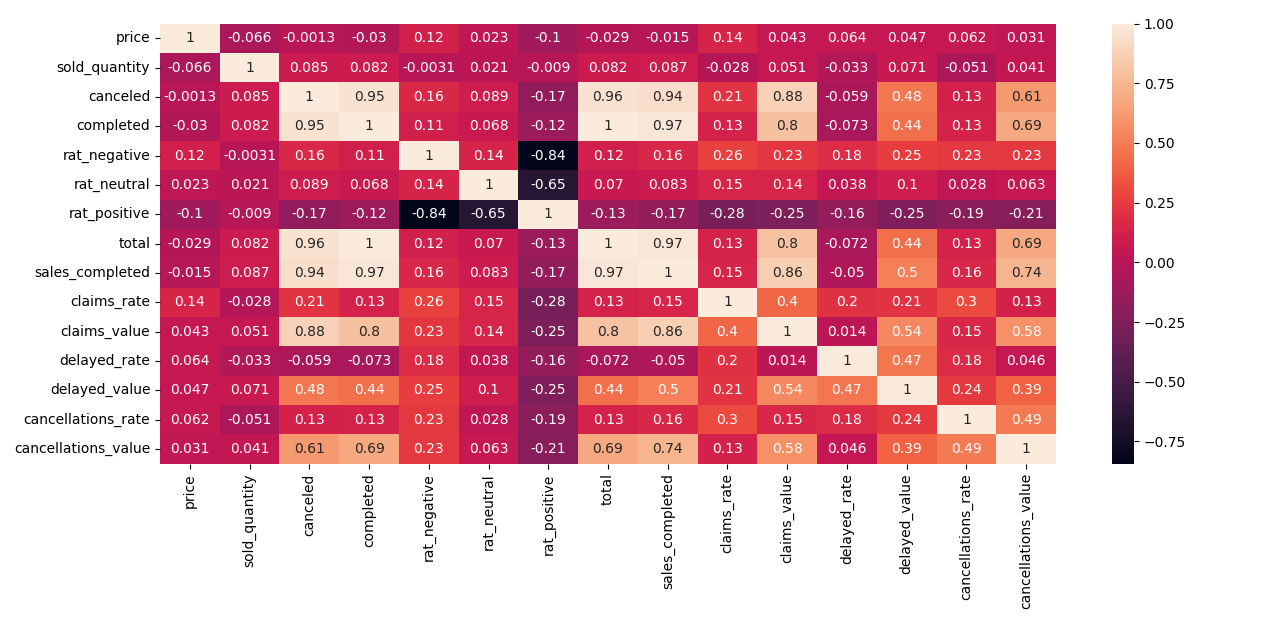 price 1 -0.066 -0.0013 -0.03 0.12 0.023 -0.1 -0.029 -0.015 0.14 0.043 0.064 0.047 0.062 0.031
sold_quantity -0.066 1 0.085 0.082 -0.0031 0.021 -0.009 0.082 0.087 -0.028 0.051 -0.033 0.071 -0.051 0.041
canceled -0.0013 0.085 1 0.95 0.16 0.089 -0.17 0.96 0.94 0.21 0.88 -0.059 0.48 0.13 0.61
completed -0.03 0.082 0.95 1 0.11 0.068 -0.12 1 0.97 0.13 0.8 -0.073 0.44 0.13 0.69
rat_negative 0.12 -0.0031 0.16 0.11 1 0.14 -0.84 0.12 0.16 0.26 0.23 0.18 0.25 0.23 0.23
rat_neutral 0.023 0.021 0.089 0.068 0.14 1 -0.65 0.07 0.083 0.15 0.14 0.038 0.1 0.028 0.063
rat_positive -0.1 -0.009 -0.17 -0.12 -0.84 -0.65 1 -0.13 -0.17 -0.28 -0.25 -0.16 -0.25 -0.19 -0.21
total -0.029 0.082 0.96 1 0.12 0.07 -0.13 1 0.97 0.13 0.8 -0.072 0.44 0.13 0.69
sales_completed -0.015 0.087 0.94 0.97 0.16 0.083 -0.17 0.97 1 0.15 0.86 -0.05 0.5 0.16 0.74
claims_rate 0.14 -0.028 0.21 0.13 0.26 0.15 -0.28 0.13 0.15 1 0.4 0.2 0.21 0.3 0.13
claims_value 0.043 0.051 0.88 0.8 0.23 0.14 -0.25 0.8 0.86 0.4 1 0.014 0.54 0.15 0.58
delayed_rate 0.064 -0.033 -0.059 -0.073 0.18 0.038 -0.16 -0.072 -0.05 0.2 0.014 1 0.47 0.18 0.046
delayed_value 0.047 0.071 0.48 0.44 0.25 0.1 -0.25 0.44 0.5 0.21 0.54 0.47 1 0.24 0.39
cancellations_rate 0.062 -0.051 0.13 0.13 0.23 0.028 -0.19 0.13 0.16 0.3 0.15 0.18 0.24 1 0.49
cancellations_value 0.031 0.041 0.61 0.69 0.23 0.063 -0.21 0.69 0.74 0.13 0.58 0.046 0.39 0.49 1
price
sold_quantity
canceled
completed
rat_negative
rat_neutral
rat_positive
total
sales_completed
claims_rate
claims_value
delayed_rate
delayed_value
cancellations_rate
cancellations_value
1.00
0.75
0.50
0.25
0.00
−0.25
−0.50
−0.75